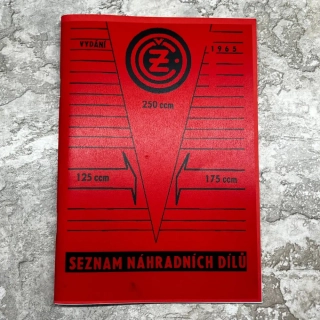 ČZ
VYDÁNÍ
250 ccm
125 ccm
175 ccm
SEZNAM NÁHRADNÍCH DÍLŮ